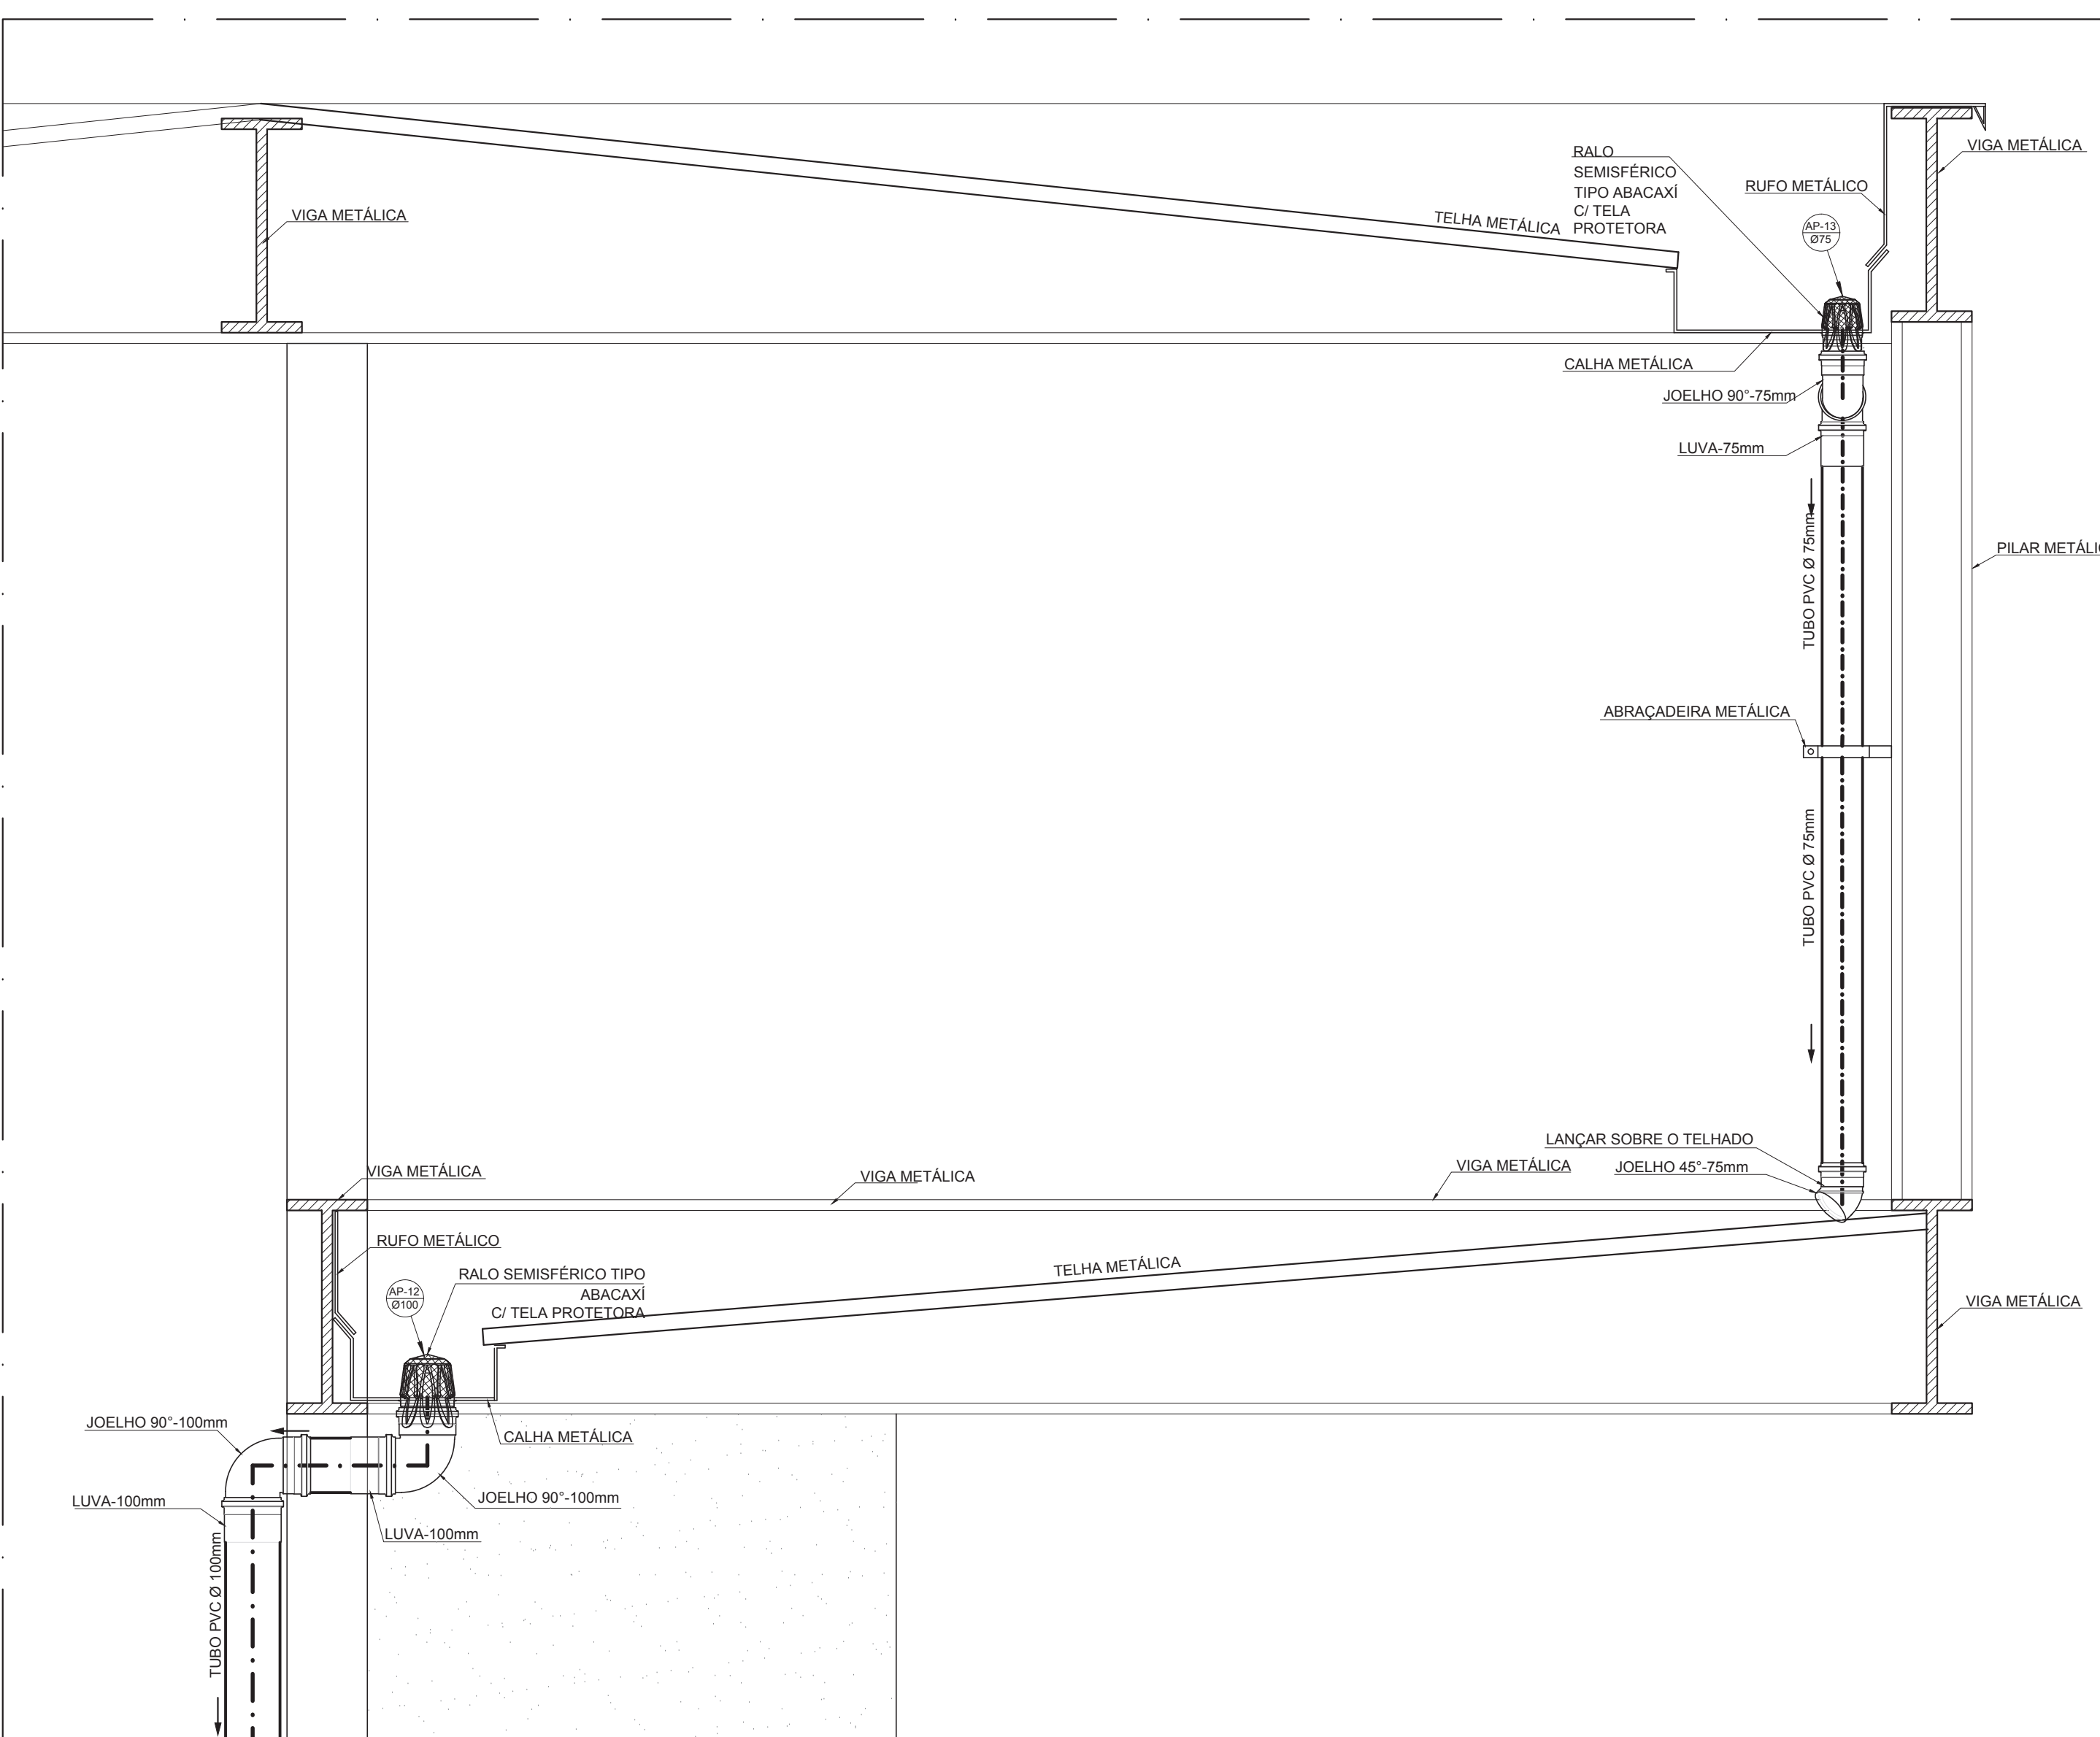 RALO
SEMISFÉRICO
TIPO ABACAXÍ
C/ TELA
PROTETORA
VIGA METÁLICA
RUFO METÁLICO
AP-13
Ø75
VIGA METÁLICA
TELHA METÁLICA
CALHA METÁLICA
JOELHO 90°-75mm
LUVA-75mm
TUBO PVC Ø 75mm
PILAR METÁLI
ABRAÇADEIRA METÁLICA
TUBO PVC Ø 75mm
LANÇAR SOBRE O TELHADO
JOELHO 45°-75mm
VIGA METÁLICA
VIGA METÁLICA
VIGA METÁLICA
RUFO METÁLICO
RALO SEMISFÉRICO TIPO
ABACAXÍ
C/ TELA PROTETORA
AP-12
Ø100
TELHA METÁLICA
VIGA METÁLICA
JOELHO 90°-100mm
CALHA METÁLICA
JOELHO 90°-100mm
LUVA-100mm
LUVA-100mm
TUBO PVC Ø 100mm